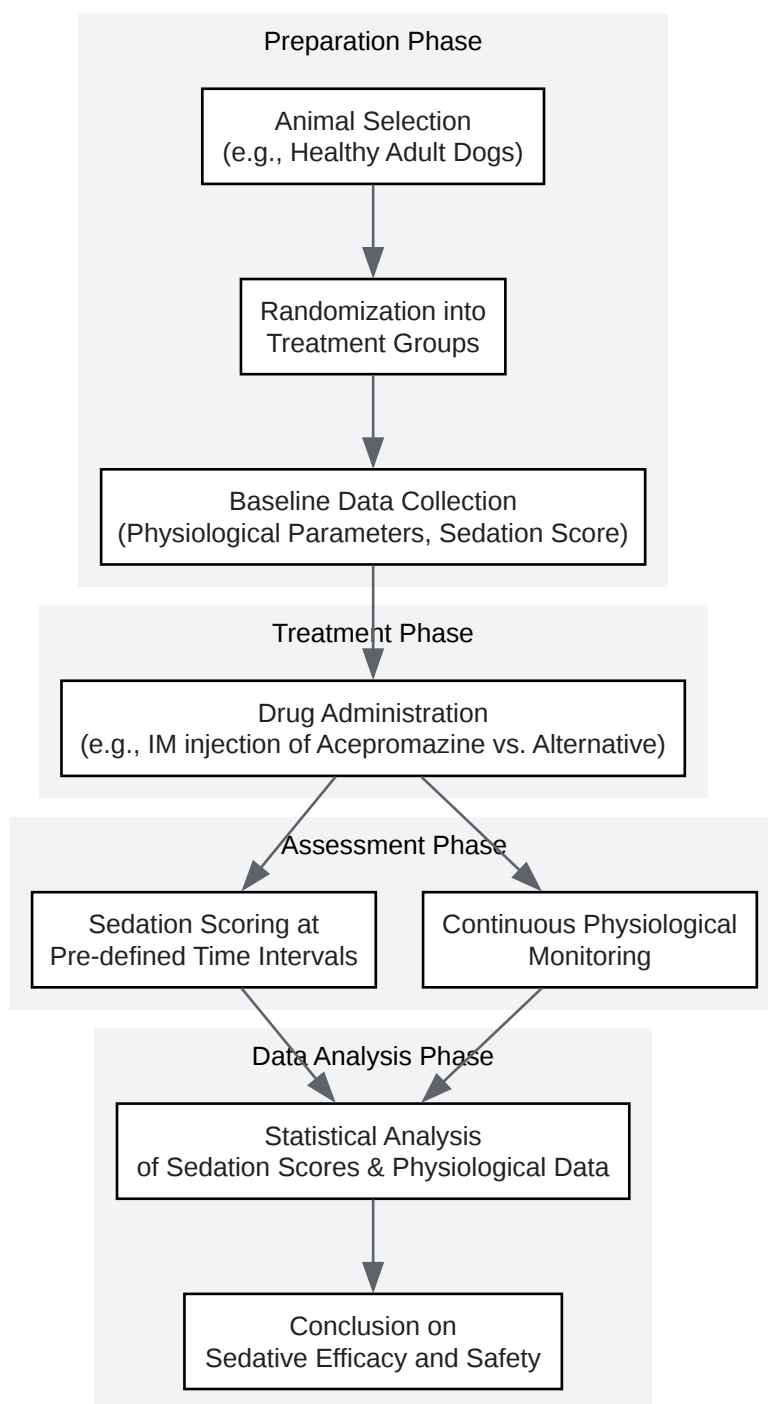 Preparation Phase
Animal Selection
(e.g., Healthy Adult Dogs)
Randomization into
Treatment Groups
Baseline Data Collection
(Physiological Parameters, Sedation Score)
Treatment Phase
Drug Administration
(e.g., IM injection of Acepromazine vs. Alternative)
Assessment Phase
Sedation Scoring at
Pre-defined Time Intervals
Continuous Physiological
Monitoring
Data Analysis Phase
Statistical Analysis
of Sedation Scores & Physiological Data
Conclusion on
Sedative Efficacy and Safety